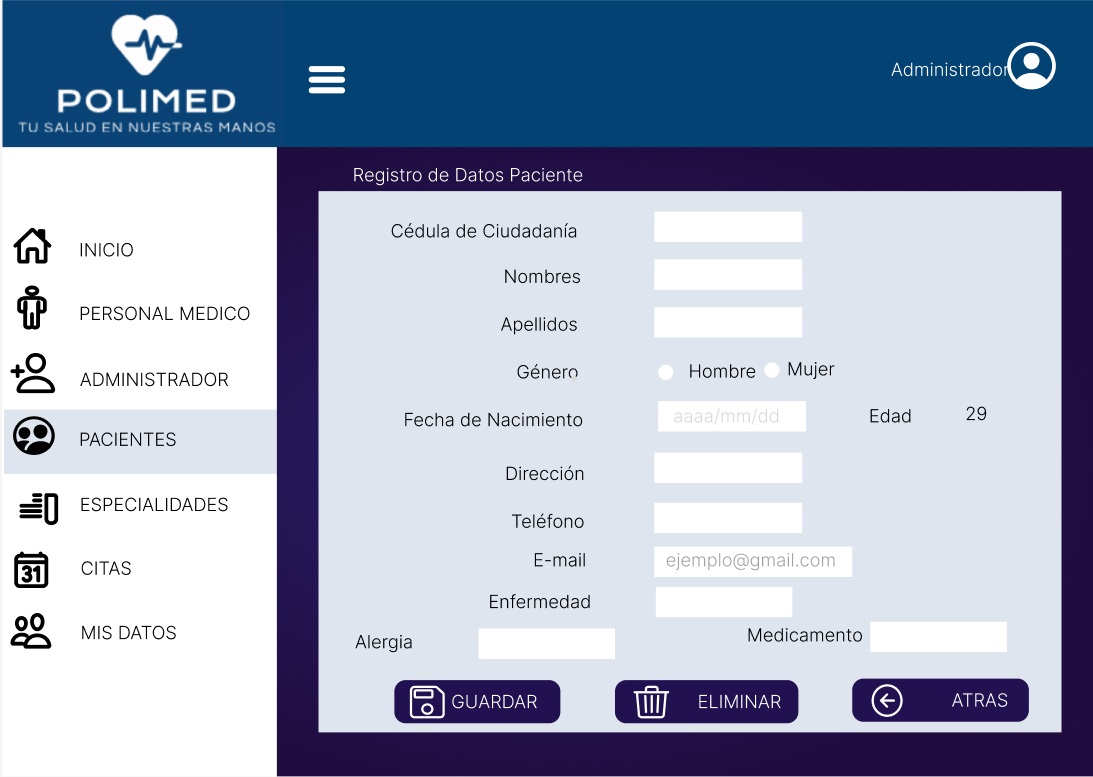 POLIMED
TU SALUD EN NUESTRAS MANOS
Administrador
INICIO
PERSONAL MEDICO
ADMINISTRADOR
PACIENTES
ESPECIALIDADES
31
CITAS
MIS DATOS
Registro de Datos Paciente
Cédula de Ciudadanía
Nombres
Apellidos
Género Hombre Mujer
Fecha de Nacimiento aaaa/mm/dd Edad 29
Dirección
Teléfono
E-mail ejemplo@gmail.com
Enfermedad
Alergia Medicamento
GUARDAR ELIMINAR ATRAS